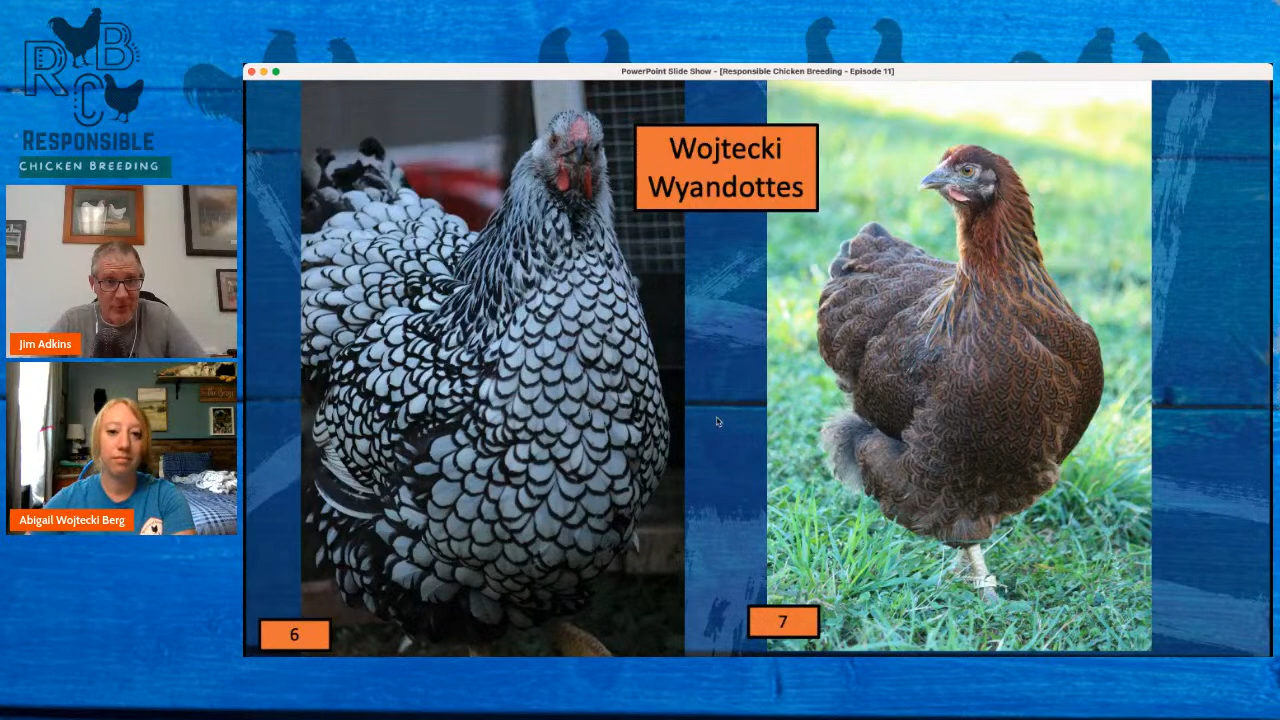 R B C
RESPONSIBLE
CHICKEN BREEDING
PowerPoint Slide Show - [Responsible Chicken Breeding - Episode 11]
Wojtecki
Wyandottes
Jim Adkins
Abigail Wojtecki Berg
6
7